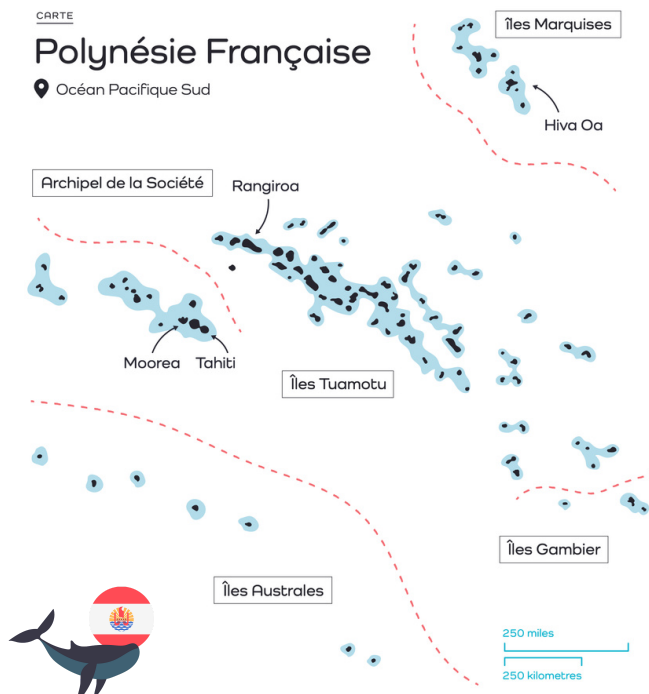 CARTE
Polynésie Française
Océan Pacifique Sud
îles Marquises
Hiva Oa
Archipel de la Société
Rangiroa
Moorea
Tahiti
Îles Tuamotu
Îles Gambier
Îles Australes
250 miles
250 kilometres